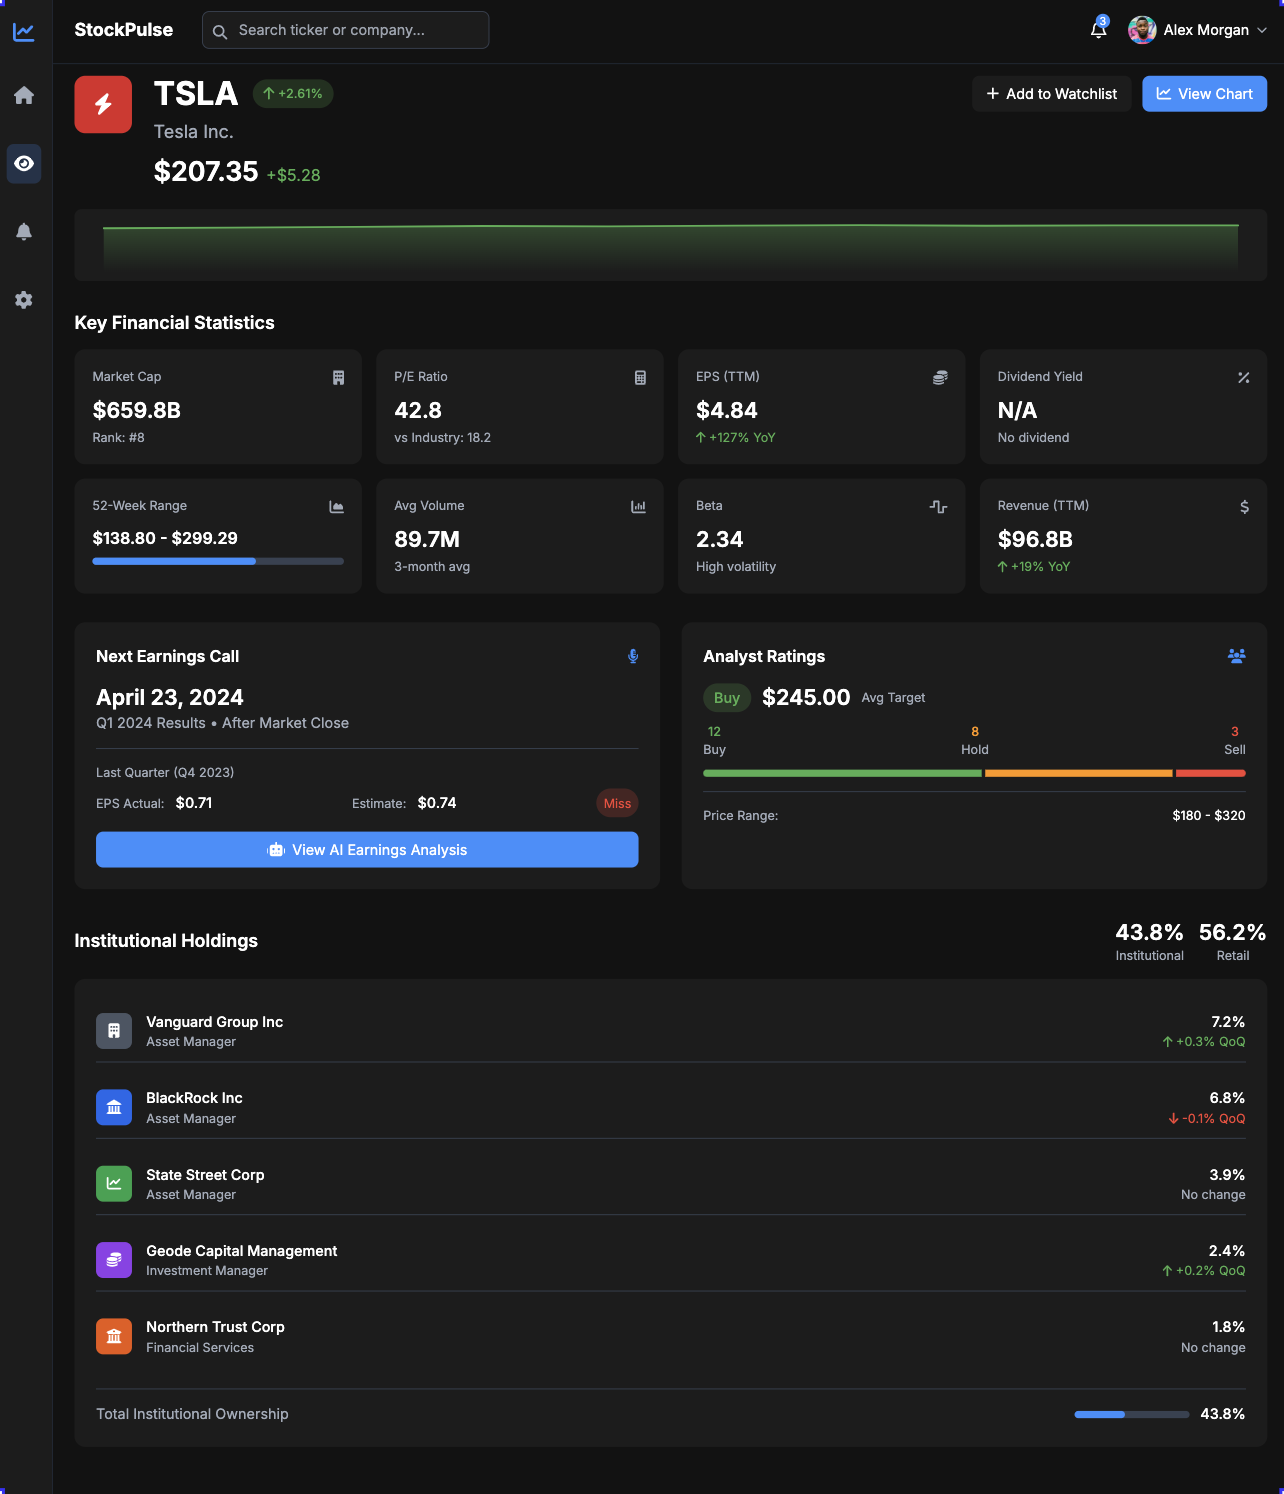 StockPulse
Search ticker or company...
3
Alex Morgan
TSLA
+2.61%
Add to Watchlist
View Chart
Tesla Inc.
$207.35 +$5.28
Key Financial Statistics
Market Cap
$659.8B
Rank: #8
P/E Ratio
42.8
vs Industry: 18.2
EPS (TTM)
$4.84
+127% YoY
Dividend Yield
N/A
No dividend
52-Week Range
$138.80 - $299.29
Avg Volume
89.7M
3-month avg
Beta
2.34
High volatility
Revenue (TTM)
$96.8B
+19% YoY
Next Earnings Call
April 23, 2024
Q1 2024 Results • After Market Close
Last Quarter (Q4 2023)
EPS Actual: $0.71
Estimate: $0.74
Miss
View AI Earnings Analysis
Analyst Ratings
Buy $245.00 Avg Target
12
Buy
8
Hold
3
Sell
Price Range: $180 - $320
Institutional Holdings
43.8%
Institutional
56.2%
Retail
Vanguard Group Inc
Asset Manager
7.2%
+0.3% QoQ
BlackRock Inc
Asset Manager
6.8%
-0.1% QoQ
State Street Corp
Asset Manager
3.9%
No change
Geode Capital Management
Investment Manager
2.4%
+0.2% QoQ
Northern Trust Corp
Financial Services
1.8%
No change
Total Institutional Ownership
43.8%